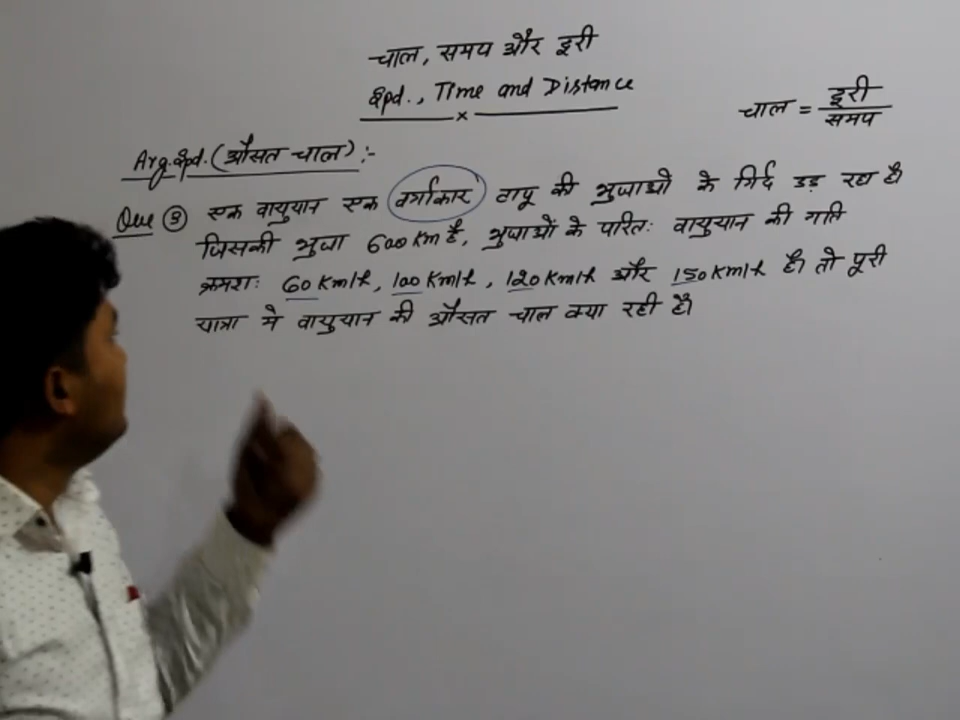 चाल, समय और दूरी
Spd., Time and Distance
चाल = दूरी / समय
Avg. Spd. (औसत चाल) :-
Que ③ एक वायुयान एक वर्गाकार टापू की भुजाओं के गिर्द उड़ रहा है।
जिसकी भुजा 600 Km है, भुजाओं के परितः वायुयान की गति
क्रमशः 60 Km/h, 100 Km/h, 120 Km/h और 150 Km/h है। तो पूरी
यात्रा मे वायुयान की औसत चाल क्या रही है।